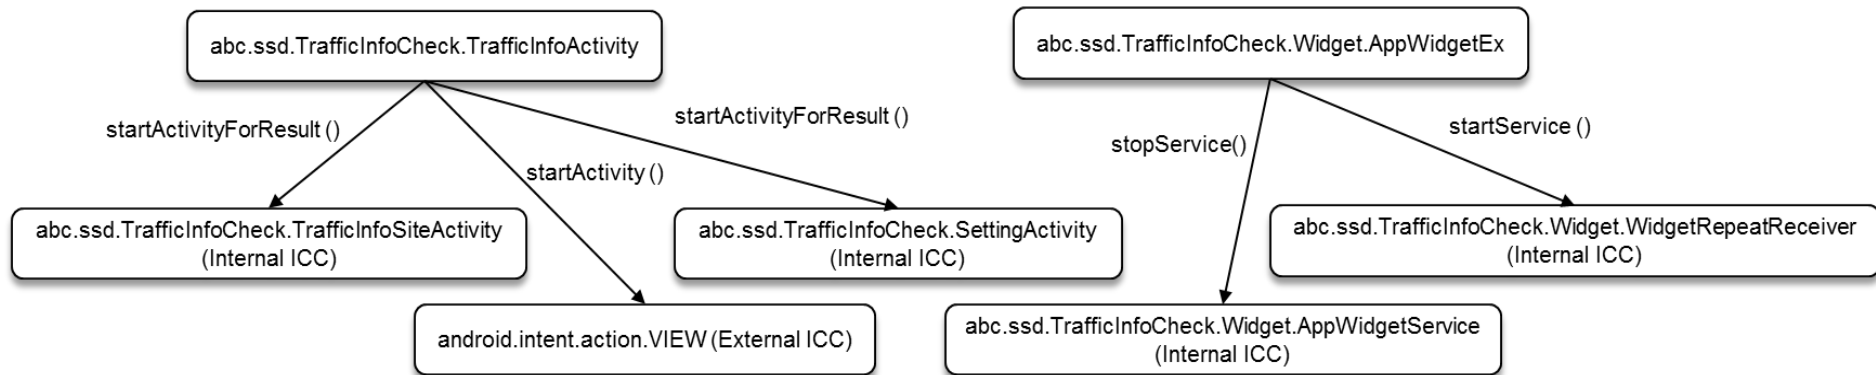 abc.ssd.TrafficInfoCheck.TrafficInfoActivity
abc.ssd.TrafficInfoCheck.Widget.AppWidgetEx
startActivityForResult ()
startActivityForResult ()
startActivity ()
stopService()
startService ()
abc.ssd.TrafficInfoCheck.TrafficInfoSiteActivity
(Internal ICC)
abc.ssd.TrafficInfoCheck.SettingActivity
(Internal ICC)
abc.ssd.TrafficInfoCheck.Widget.WidgetRepeatReceiver
(Internal ICC)
android.intent.action.VIEW (External ICC)
abc.ssd.TrafficInfoCheck.Widget.AppWidgetService
(Internal ICC)